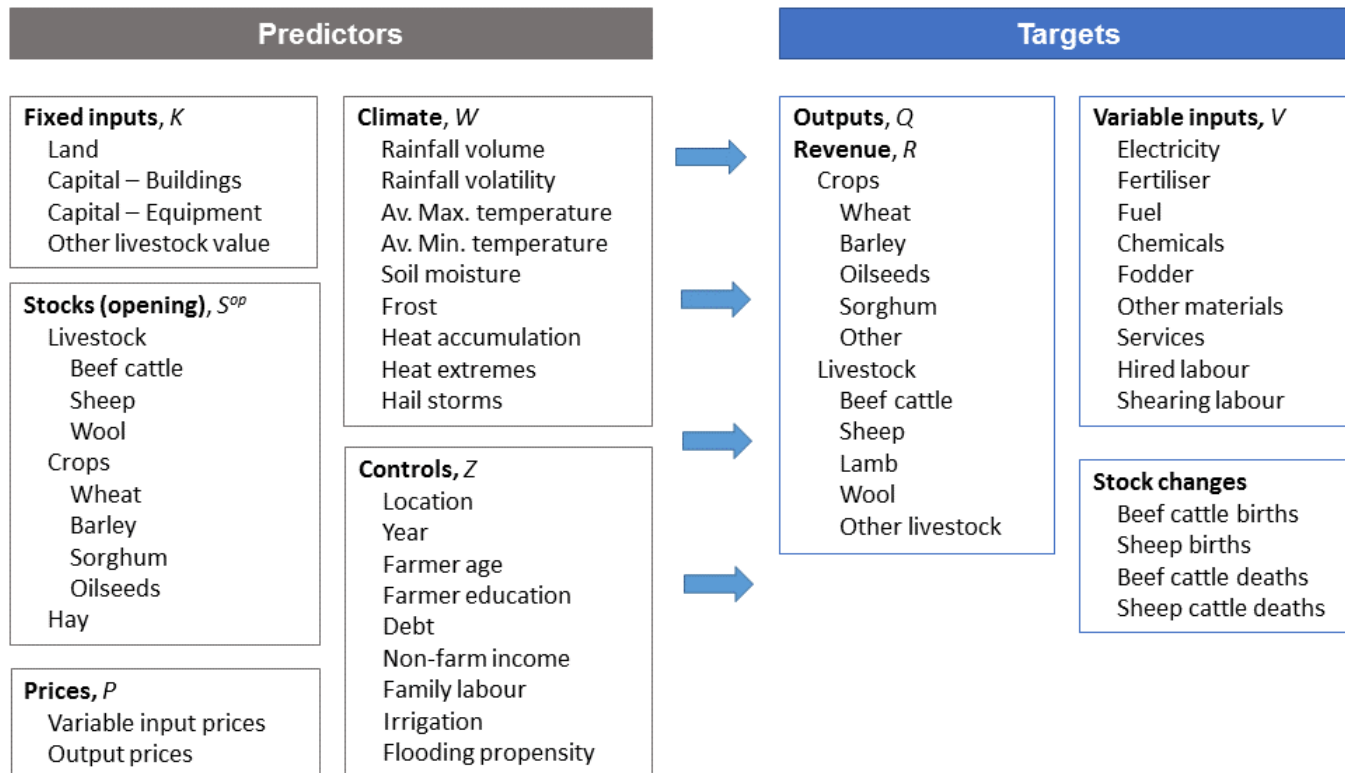 Predictors
Targets
Fixed inputs, K
Land
Capital – Buildings
Capital – Equipment
Other livestock value
Stocks (opening), S^op
Livestock
Beef cattle
Sheep
Wool
Crops
Wheat
Barley
Sorghum
Oilseeds
Hay
Prices, P
Variable input prices
Output prices
Climate, W
Rainfall volume
Rainfall volatility
Av. Max. temperature
Av. Min. temperature
Soil moisture
Frost
Heat accumulation
Heat extremes
Hail storms
Controls, Z
Location
Year
Farmer age
Farmer education
Debt
Non-farm income
Family labour
Irrigation
Flooding propensity
Outputs, Q
Revenue, R
Crops
Wheat
Barley
Oilseeds
Sorghum
Other
Livestock
Beef cattle
Sheep
Lamb
Wool
Other livestock
Variable inputs, V
Electricity
Fertiliser
Fuel
Chemicals
Fodder
Other materials
Services
Hired labour
Shearing labour
Stock changes
Beef cattle births
Sheep births
Beef cattle deaths
Sheep cattle deaths